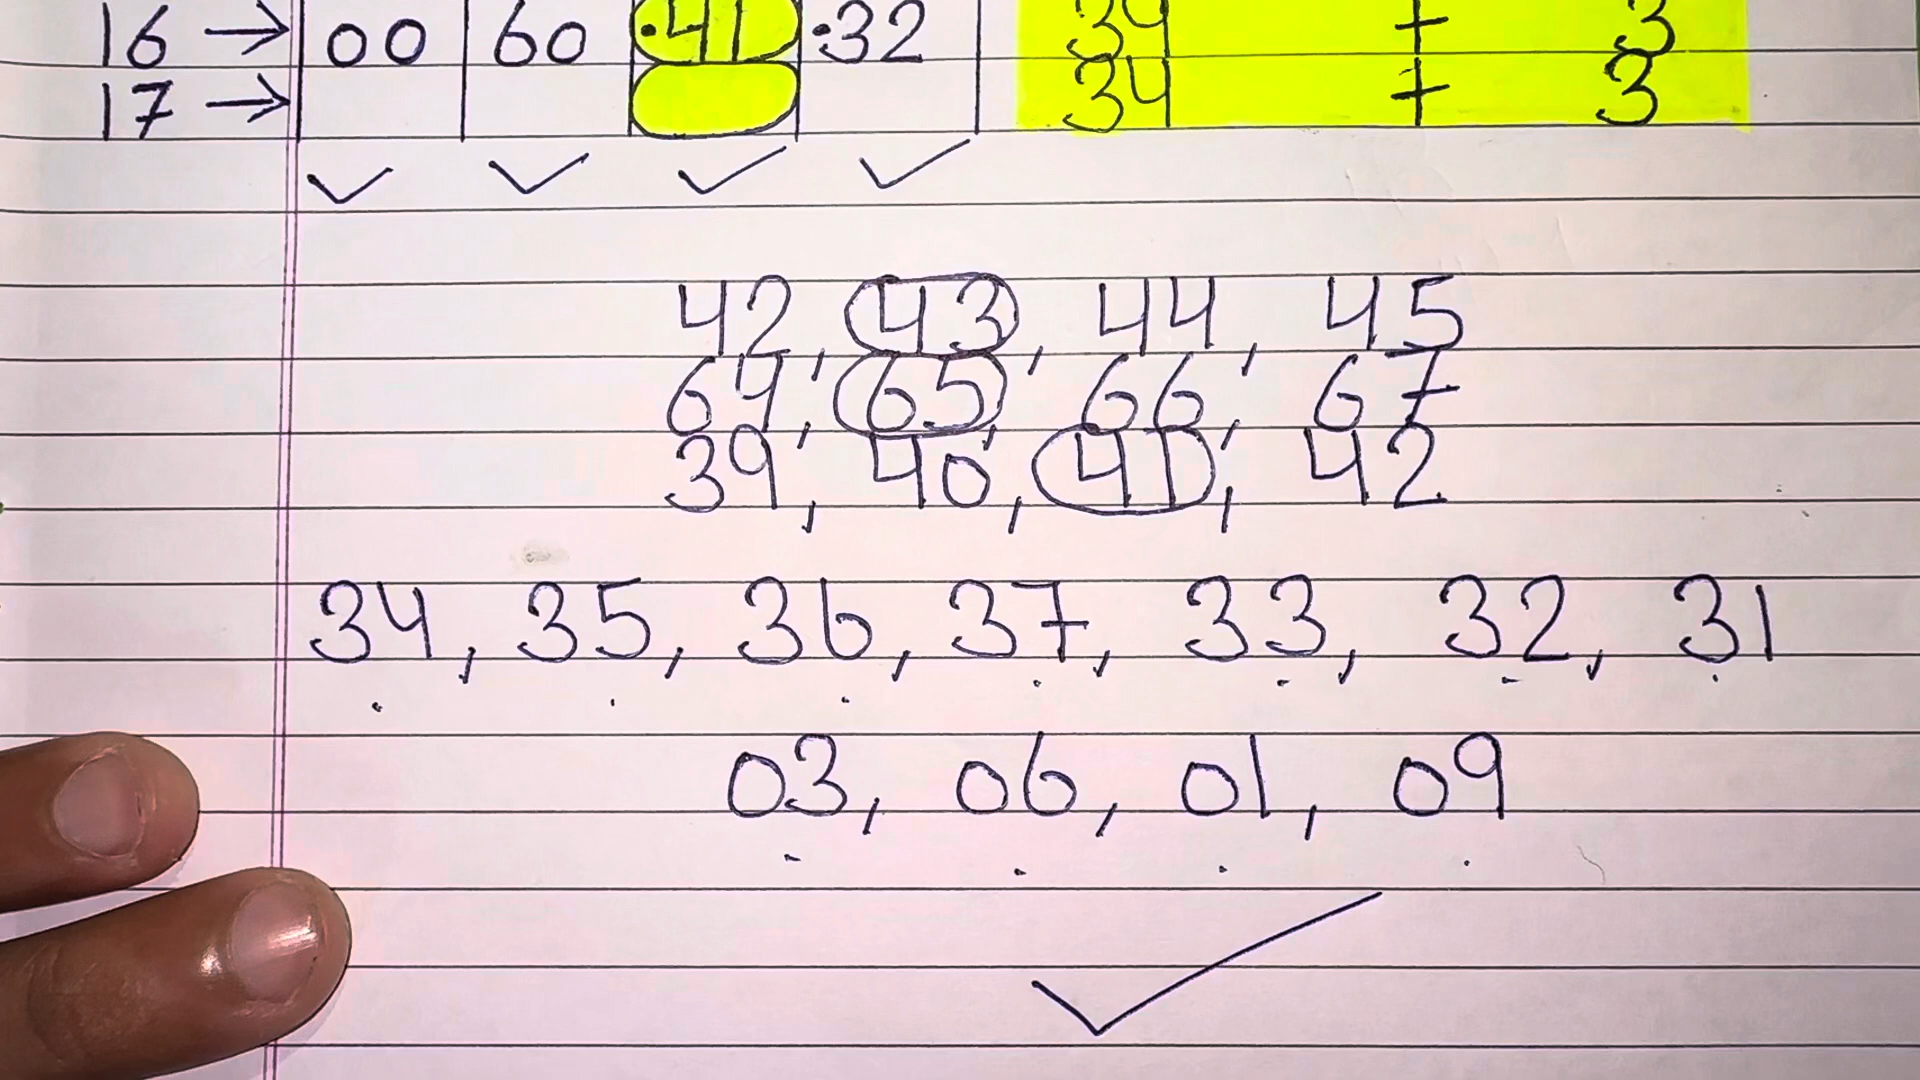 16 → 00 60 .41 .32 34 + 3
17 → 34 + 3
42, 43, 44, 45
64, 65, 66, 67
39, 40, 41, 42
34, 35, 36, 37, 33, 32, 31
03, 06, 01, 09